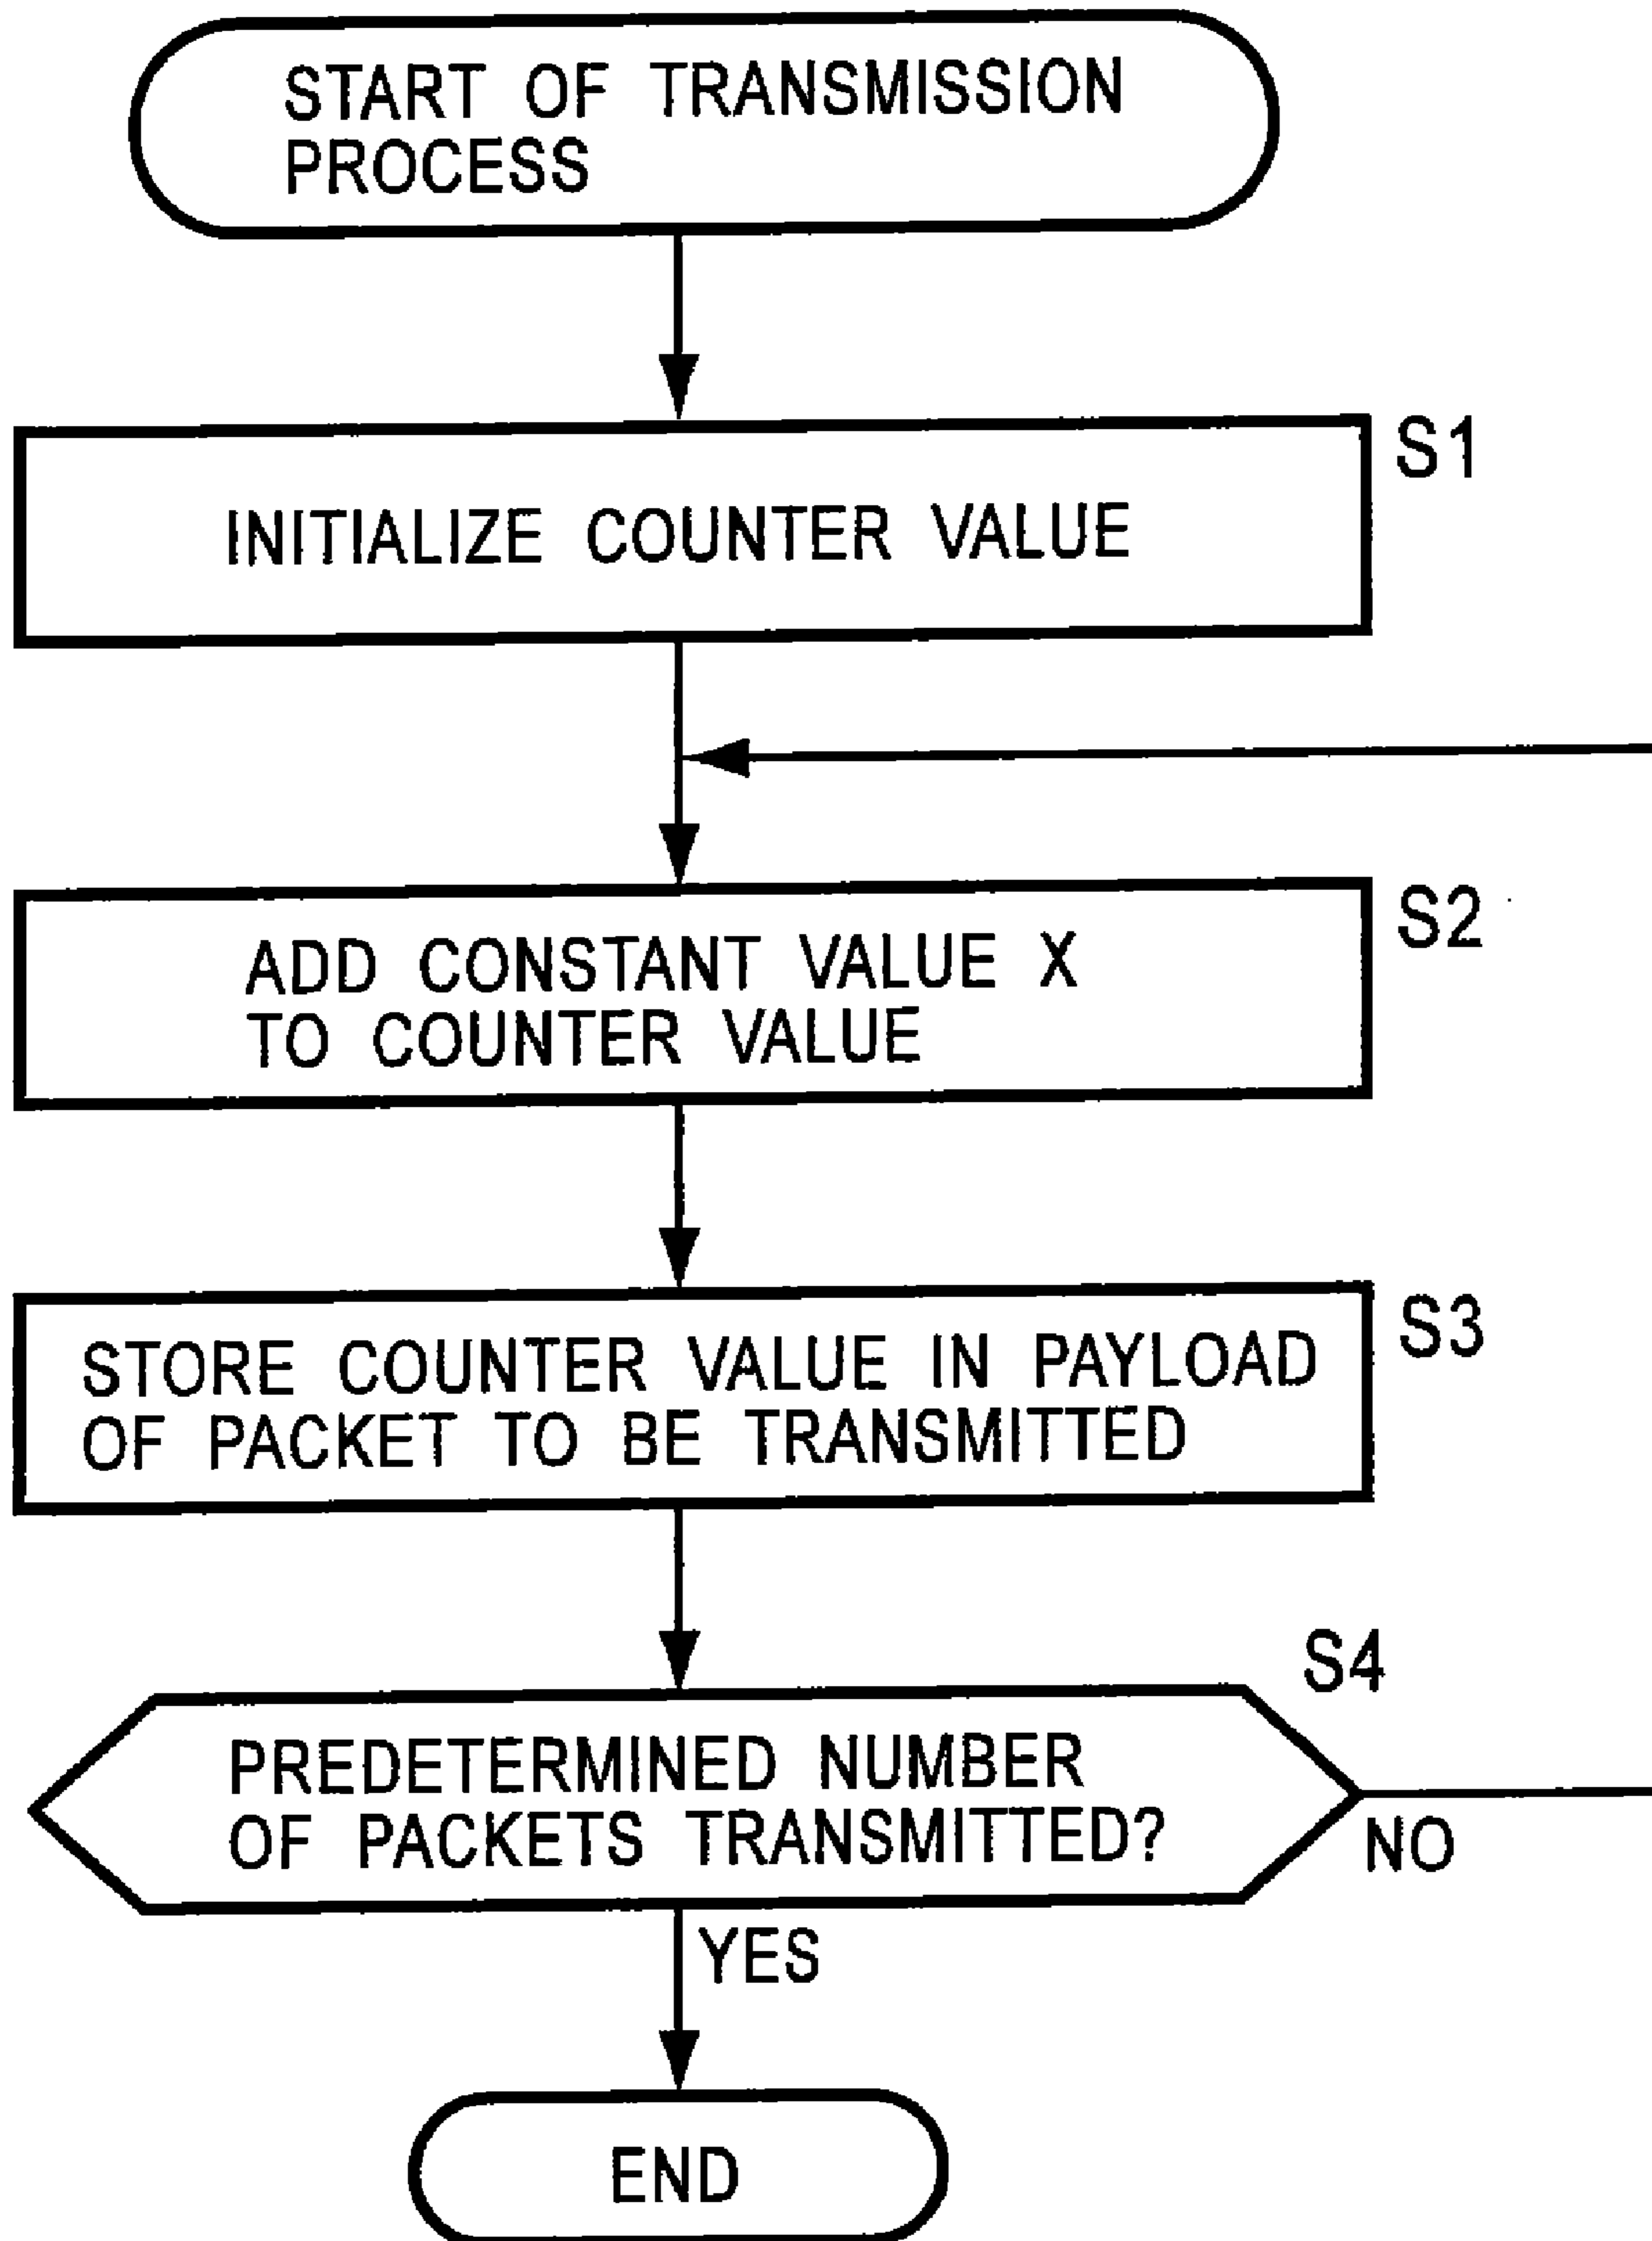 START OF TRANSMISSION
PROCESS
S1
INITIALIZE COUNTER VALUE
S2
ADD CONSTANT VALUE X
TO COUNTER VALUE
S3
STORE COUNTER VALUE IN PAYLOAD
OF PACKET TO BE TRANSMITTED
S4
PREDETERMINED NUMBER
OF PACKETS TRANSMITTED?
NO
YES
END